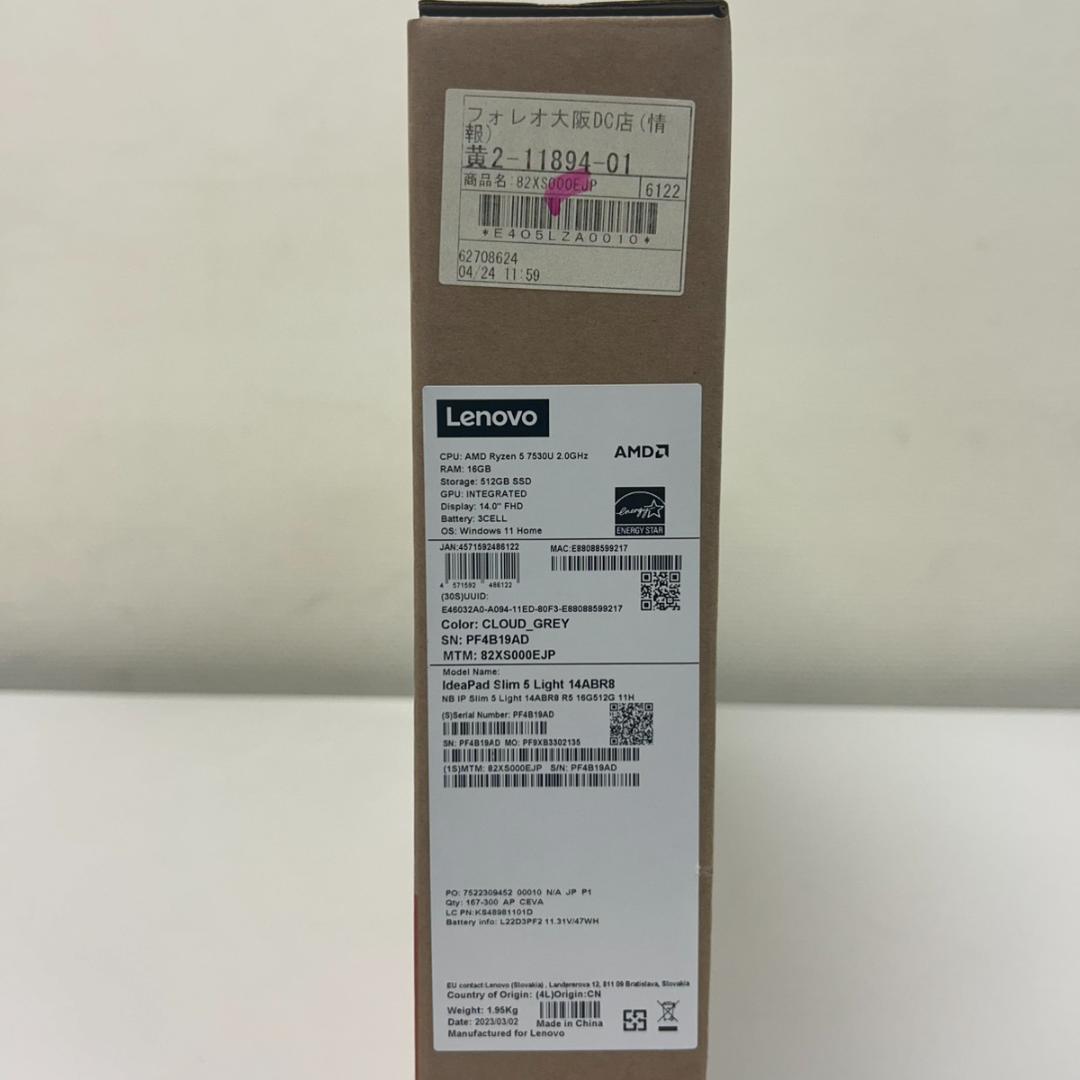 フォレオ大阪DC店(情
報)
黄2-11894-01
商品名:82XS000EJP
6122
*E405LZA0010*
62708624
04/24 11:59
Lenovo
CPU: AMD Ryzen 5 7530U 2.0GHz
RAM: 16GB
Storage: 512GB SSD
GPU: INTEGRATED
Display: 14.0" FHD
Battery: 3CELL
OS: Windows 11 Home
AMD
energy
ENERGY STAR
JAN:4571592486122
4 571592 486122
MAC:E88088599217
(30S)UUID:
E46032A0-A094-11ED-80F3-E88088599217
Color: CLOUD_GREY
SN: PF4B19AD
MTM: 82XS000EJP
Model Name:
IdeaPad Slim 5 Light 14ABR8
NB IP Slim 5 Light 14ABR8 R5 16G512G 11H
(S)Serial Number: PF4B19AD
SN: PF4B19AD MO: PF9XB3302135
(1S)MTM: 82XS000EJP S/N: PF4B19AD
PO: 7522309452 00010 N/A JP P1
Qty: 167-300 AP CEVA
LC PN:KS48981101D
Battery info: L22D3PF2 11.31V/47WH
EU contact:Lenovo (Slovakia) , Landererova 12, 811 09 Bratislava, Slovakia
Country of Origin: (4L)Origin:CN
Weight: 1.95Kg
Date: 2023/03/02
Made in China
Manufactured for Lenovo